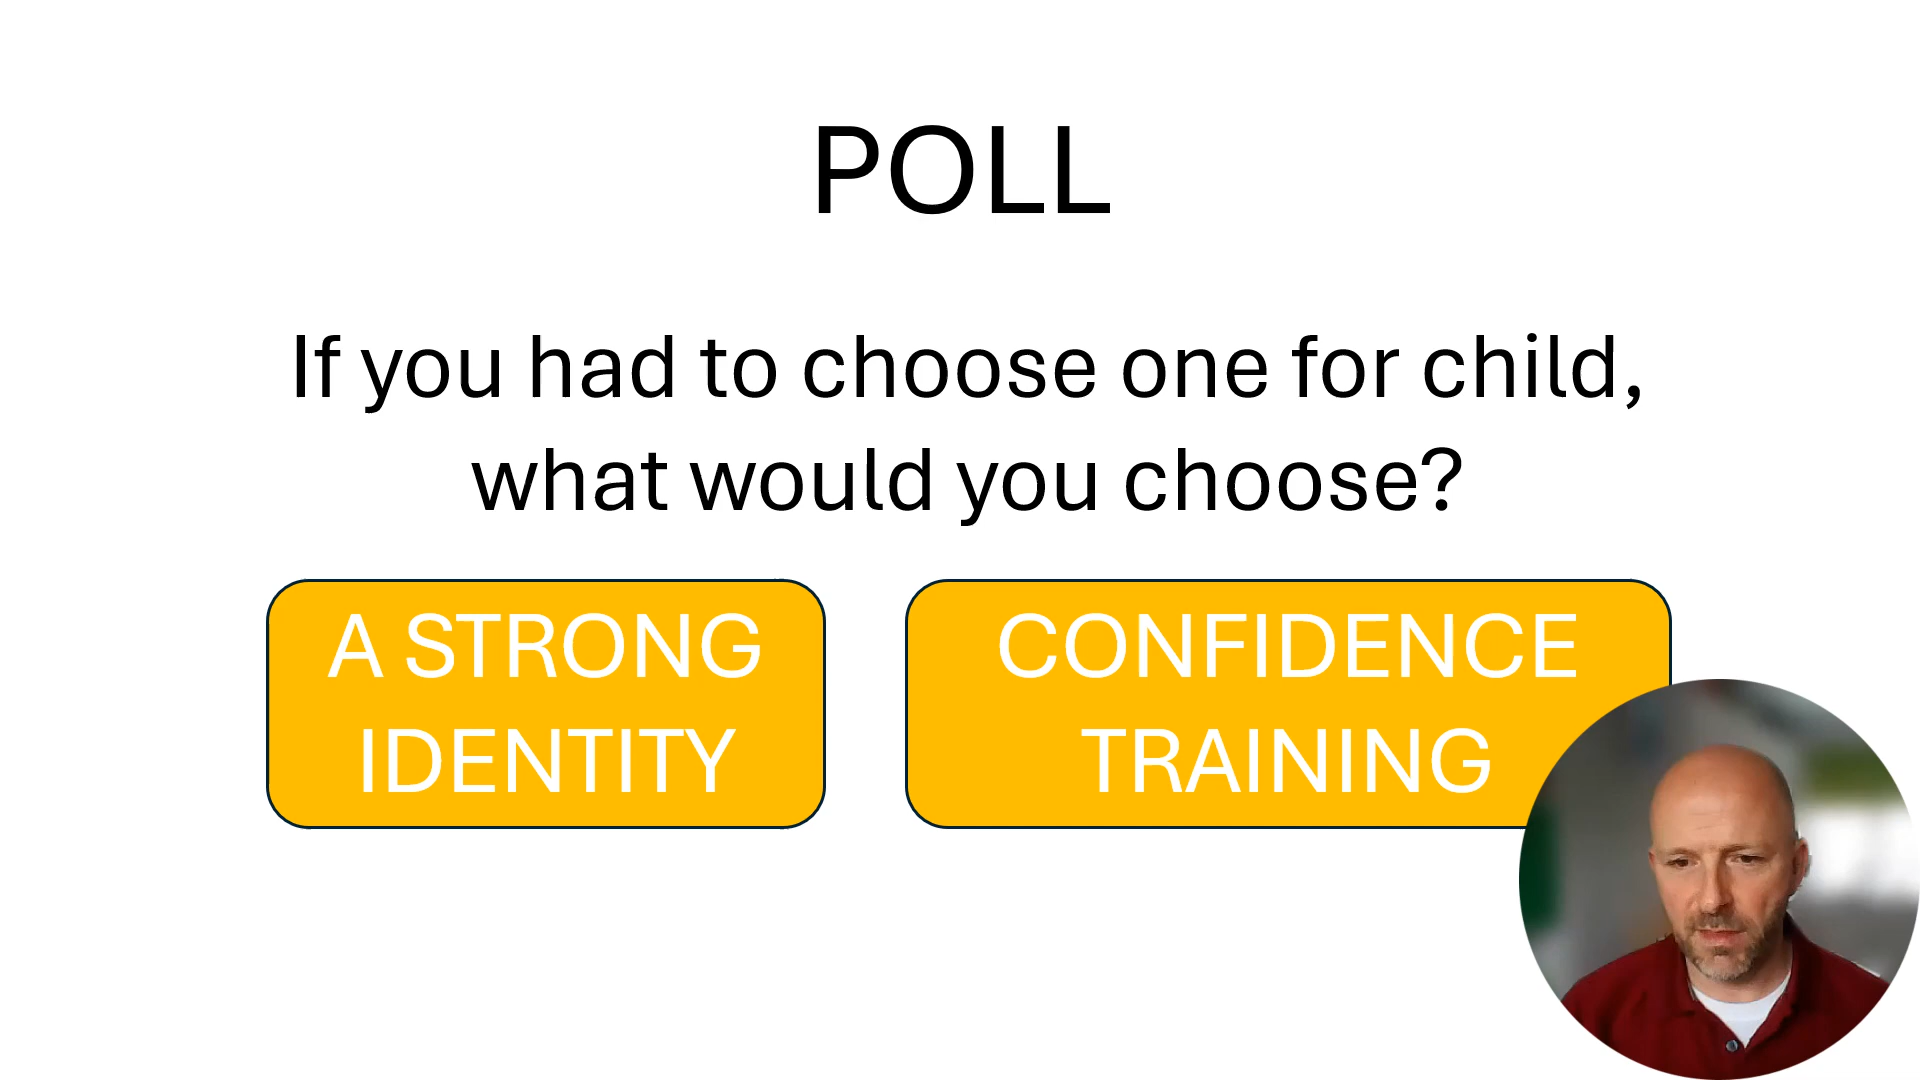 POLL
If you had to choose one for child,
what would you choose?
A STRONG
IDENTITY
CONFIDENCE
TRAINING